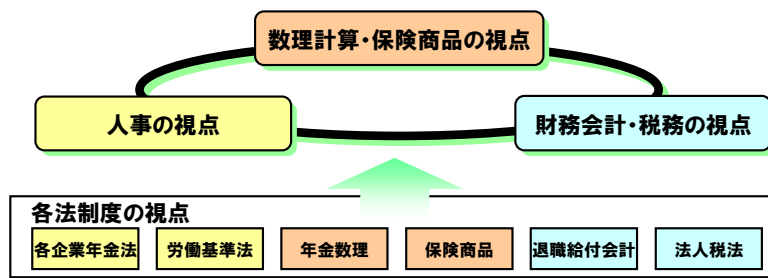 数理計算・保険商品の視点
人事の視点
財務会計・税務の視点
各法制度の視点
各企業年金法
労働基準法
年金数理
保険商品
退職給付会計
法人税法